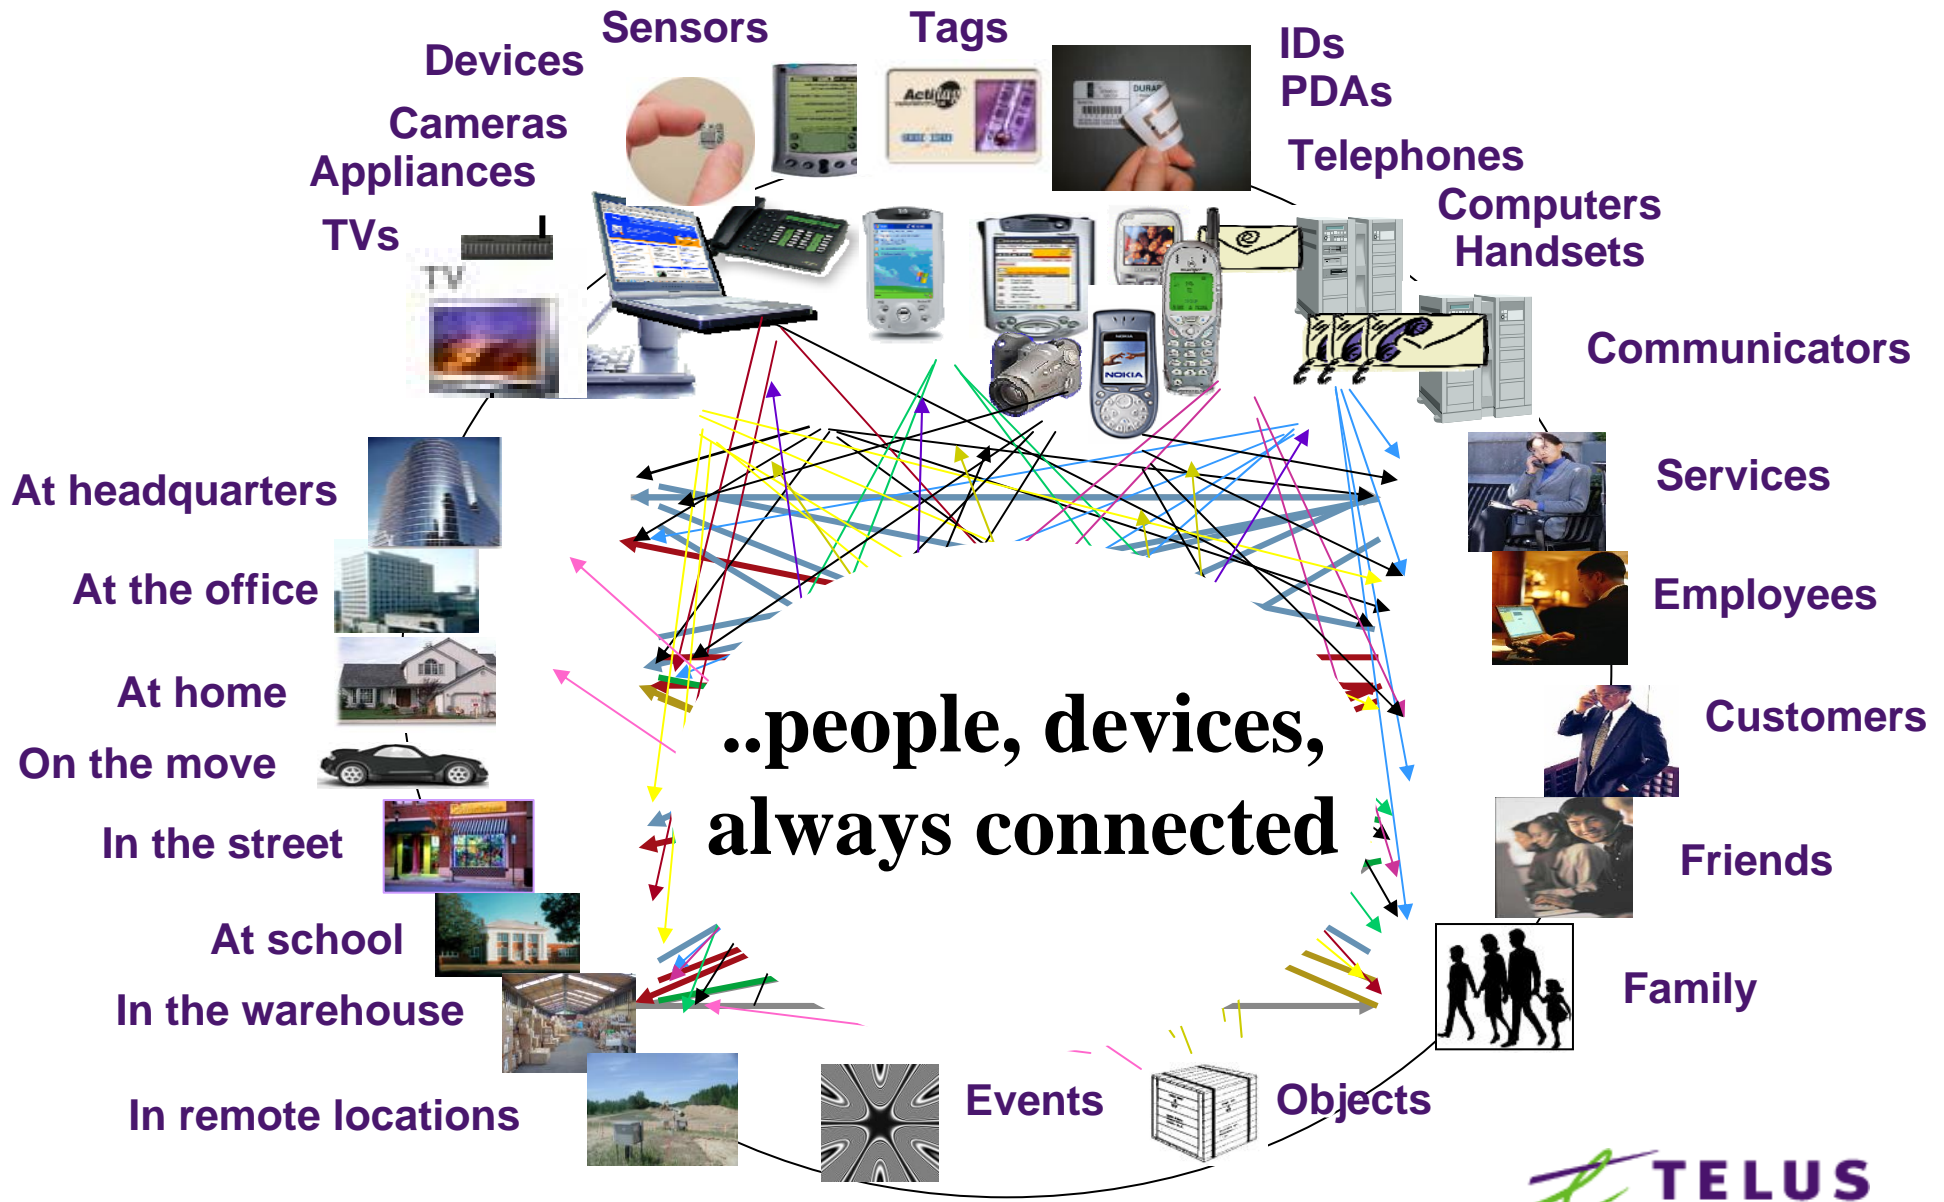 Sensors
Tags
IDs
PDAs
Devices
Cameras
Appliances
TVs
TV
Telephones
Computers
Handsets
Communicators
NOKIA
At headquarters
At the office
At home
On the move
In the street
At school
In the warehouse
In remote locations
Services
Employees
Customers
Friends
Family
Events
Objects
..people, devices,
always connected
TELUS